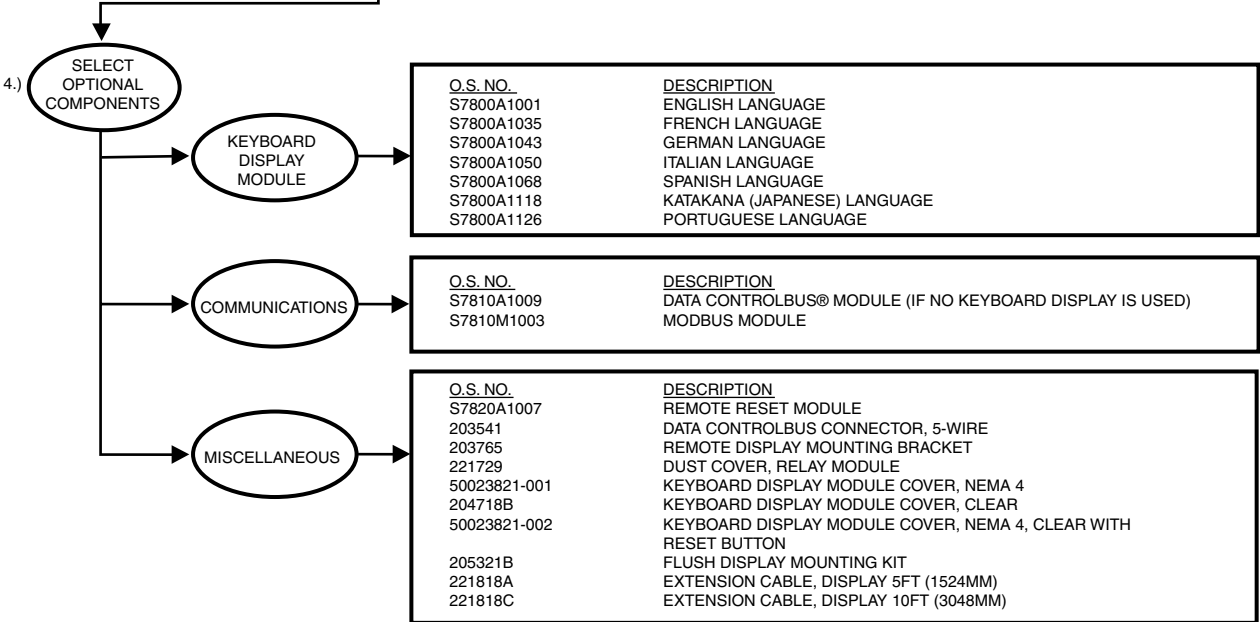 4.)
SELECT
OPTIONAL
COMPONENTS
KEYBOARD
DISPLAY
MODULE
O.S. NO. DESCRIPTION
S7800A1001 ENGLISH LANGUAGE
S7800A1035 FRENCH LANGUAGE
S7800A1043 GERMAN LANGUAGE
S7800A1050 ITALIAN LANGUAGE
S7800A1068 SPANISH LANGUAGE
S7800A1118 KATAKANA (JAPANESE) LANGUAGE
S7800A1126 PORTUGUESE LANGUAGE
COMMUNICATIONS
O.S. NO. DESCRIPTION
S7810A1009 DATA CONTROLBUS® MODULE (IF NO KEYBOARD DISPLAY IS USED)
S7810M1003 MODBUS MODULE
MISCELLANEOUS
O.S. NO. DESCRIPTION
S7820A1007 REMOTE RESET MODULE
203541 DATA CONTROLBUS CONNECTOR, 5-WIRE
203765 REMOTE DISPLAY MOUNTING BRACKET
221729 DUST COVER, RELAY MODULE
50023821-001 KEYBOARD DISPLAY MODULE COVER, NEMA 4
204718B KEYBOARD DISPLAY MODULE COVER, CLEAR
50023821-002 KEYBOARD DISPLAY MODULE COVER, NEMA 4, CLEAR WITH
RESET BUTTON
205321B FLUSH DISPLAY MOUNTING KIT
221818A EXTENSION CABLE, DISPLAY 5FT (1524MM)
221818C EXTENSION CABLE, DISPLAY 10FT (3048MM)